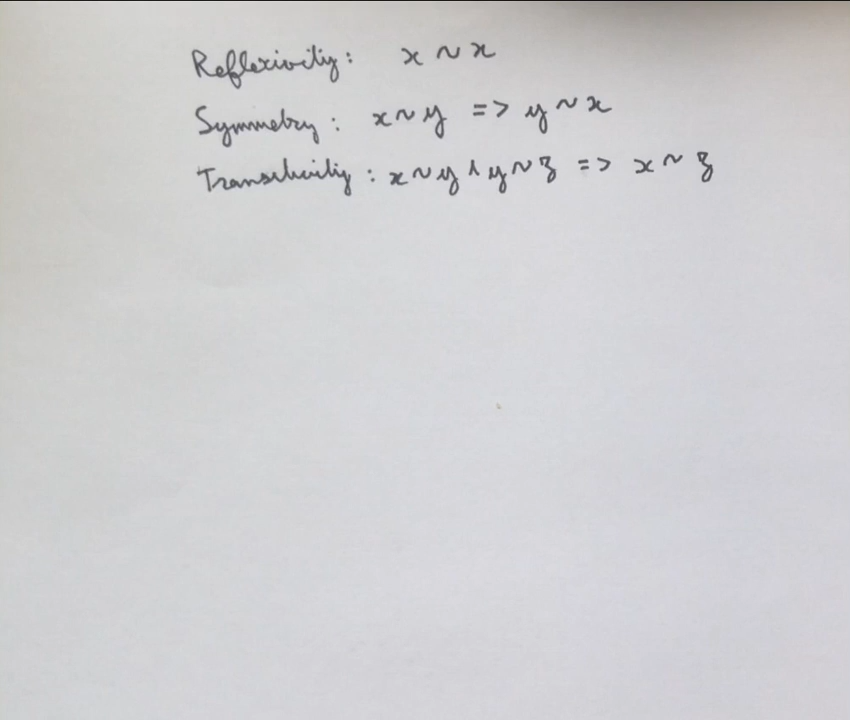 Reflexivity: x ~ x
Symmetry: x ~ y => y ~ x
Transitivity: x ~ y ∧ y ~ z => x ~ z